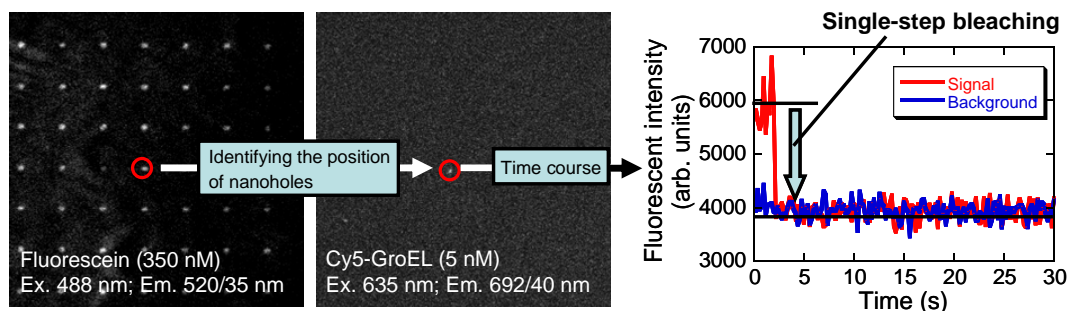 Single-step bleaching
Identifying the position
of nanoholes
Time course
Fluorescein (350 nM)
Ex. 488 nm; Em. 520/35 nm
Cy5-GroEL (5 nM)
Ex. 635 nm; Em. 692/40 nm
Fluorescent intensity
(arb. units)
7000
6000
5000
4000
3000
Signal
Background
0 5 10 15 20 25 30
Time (s)